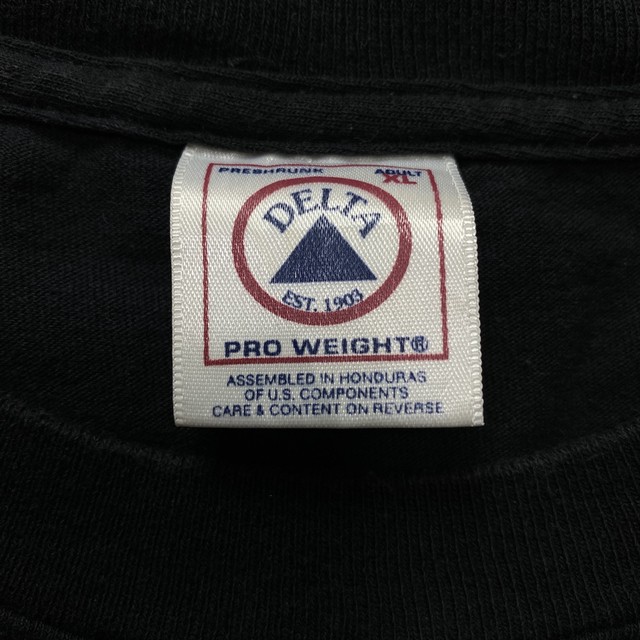 PRESHRUNK ADULT
XL
DELTA
EST. 1903
PRO WEIGHT®
ASSEMBLED IN HONDURAS
OF U.S. COMPONENTS
CARE & CONTENT ON REVERSE